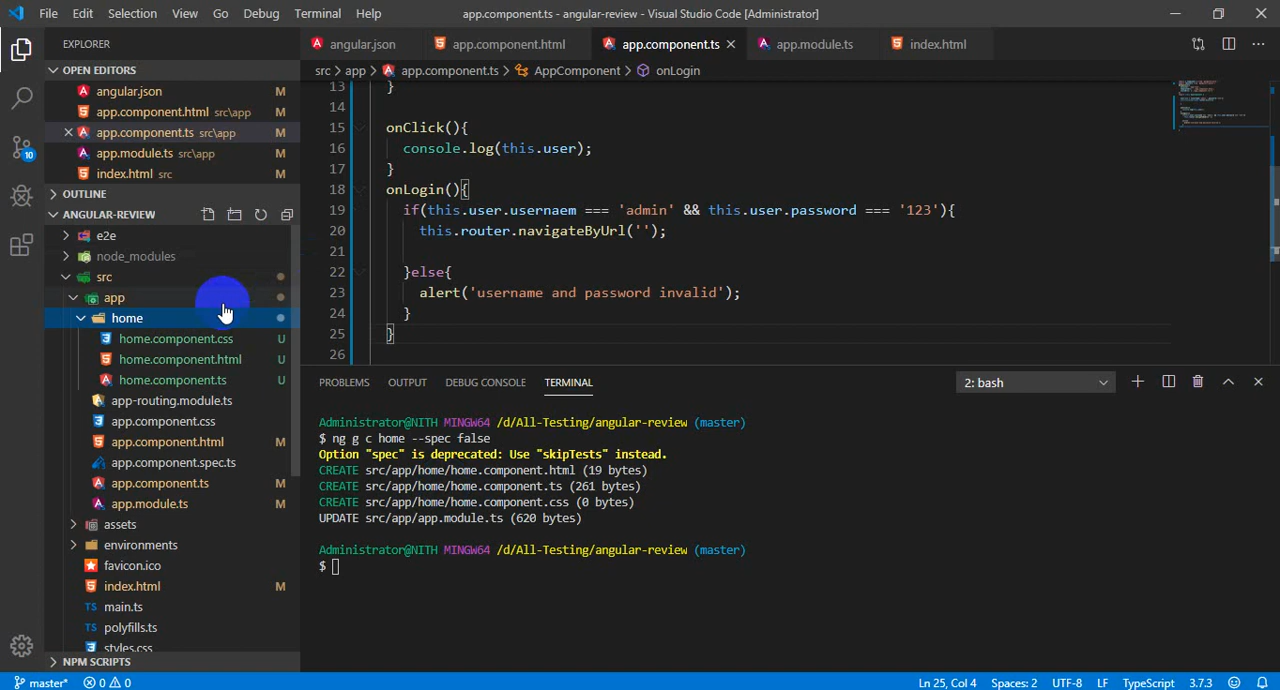 File Edit Selection View Go Debug Terminal Help app.component.ts - angular-review - Visual Studio Code [Administrator]
EXPLORER
OPEN EDITORS
angular.json M
app.component.html src\app M
app.component.ts src\app M
app.module.ts src\app M
index.html src M
OUTLINE
ANGULAR-REVIEW
e2e
node_modules
src
app
home
home.component.css U
home.component.html U
home.component.ts U
app-routing.module.ts
app.component.css
app.component.html M
app.component.spec.ts
app.component.ts M
app.module.ts M
assets
environments
favicon.ico
index.html M
main.ts
polyfills.ts
styles.css
NPM SCRIPTS
10
angular.json app.component.html app.component.ts app.module.ts index.html
src > app > app.component.ts > AppComponent > onLogin
13 }
14
15 onClick(){
16 console.log(this.user);
17 }
18 onLogin(){
19 if(this.user.usernaem === 'admin' && this.user.password === '123'){
20 this.router.navigateByUrl('');
21
22 }else{
23 alert('username and password invalid');
24 }
25 }
26
PROBLEMS OUTPUT DEBUG CONSOLE TERMINAL 2: bash
Administrator@NITH MINGW64 /d/All-Testing/angular-review (master)
$ ng g c home --spec false
Option "spec" is deprecated: Use "skipTests" instead.
CREATE src/app/home/home.component.html (19 bytes)
CREATE src/app/home/home.component.ts (261 bytes)
CREATE src/app/home/home.component.css (0 bytes)
UPDATE src/app/app.module.ts (620 bytes)
Administrator@NITH MINGW64 /d/All-Testing/angular-review (master)
$
master* 0 0 Ln 25, Col 4 Spaces: 2 UTF-8 LF TypeScript 3.7.3